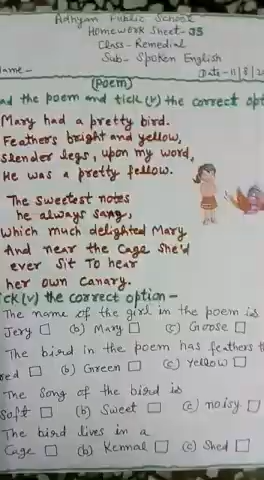 Adhyan Public School
Homework Sheet-35
Class- Remedial
Sub- Spoken English
Name - Date-11/8/2
(Poem)
ad the poem and tick (v) the correct opt
Mary had a pretty bird.
Feathers bright and yellow,
Slender legs, upon my word,
He was a pretty fellow.
The sweetest notes
he always sang,
Which much delighted Mary
And near the Cage she'd
ever Sit To hear
her own Canary.
ick (v) the correct option -
The name of the girl in the poem is
Jery (b) Mary (c) Goose
The bird in the poem has feathers th
red (b) Green (c) Yellow
The song of the bird is
Soft (b) Sweet (c) noisy
The bird lives in a
Cage (b) Kennal (c) Shed